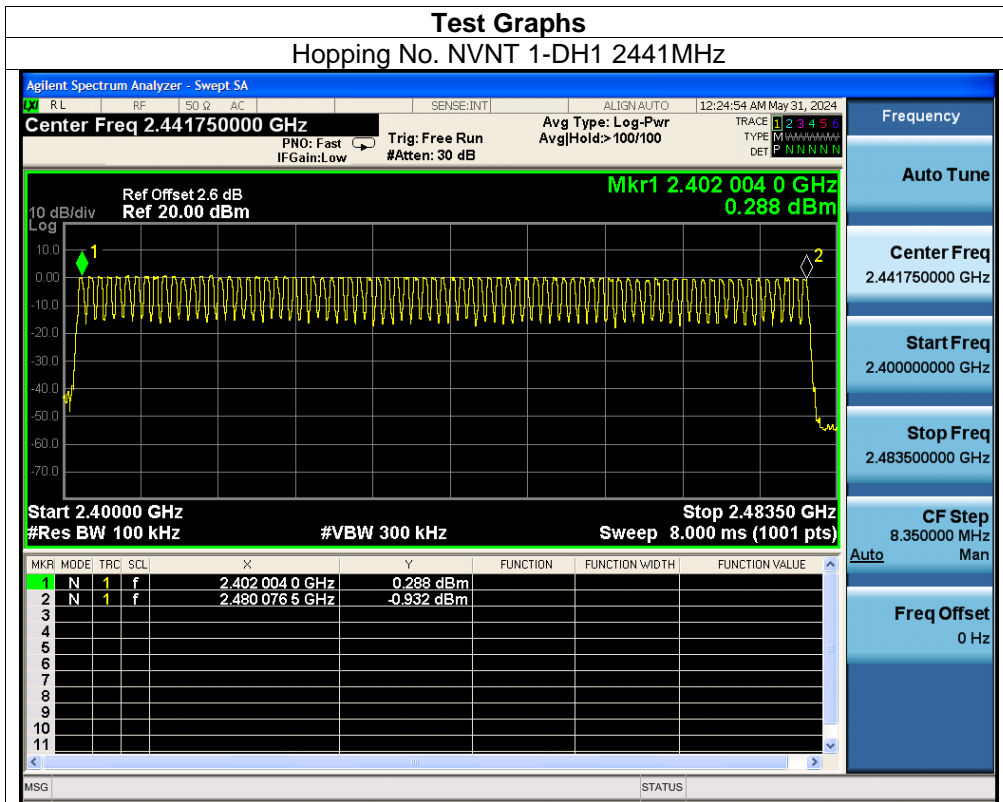 Test Graphs
Hopping No. NVNT 1-DH1 2441MHz
Agilent Spectrum Analyzer - Swept SA
LXI RL RF 50 Ω AC SENSE:INT ALIGN AUTO 12:24:54 AM May 31, 2024
Center Freq 2.441750000 GHz
PNO: Fast
IFGain:Low
Trig: Free Run
#Atten: 30 dB
Avg Type: Log-Pwr
Avg|Hold:>100/100
TRACE 1 2 3 4 5 6
TYPE MWWWWW
DET P N N N N N
Ref Offset 2.6 dB
10 dB/div Ref 20.00 dBm
Log
Mkr1 2.402 004 0 GHz
0.288 dBm
10.0
0.00
-10.0
-20.0
-30.0
-40.0
-50.0
-60.0
-70.0
1
2
Start 2.40000 GHz Stop 2.48350 GHz
#Res BW 100 kHz #VBW 300 kHz Sweep 8.000 ms (1001 pts)
MKR MODE TRC SCL X Y FUNCTION FUNCTION WIDTH FUNCTION VALUE
1 N 1 f 2.402 004 0 GHz 0.288 dBm
2 N 1 f 2.480 076 5 GHz -0.932 dBm
3
4
5
6
7
8
9
10
11
MSG STATUS
Frequency
Auto Tune
Center Freq
2.441750000 GHz
Start Freq
2.400000000 GHz
Stop Freq
2.483500000 GHz
CF Step
8.350000 MHz
Auto Man
Freq Offset
0 Hz